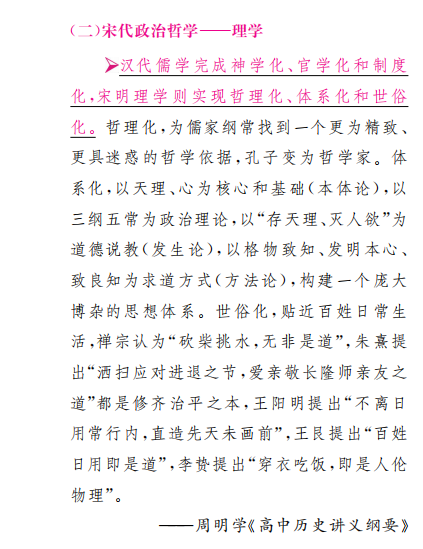 (二)宋代政治哲学——理学
➤汉代儒学完成神学化、官学化和制度
化,宋明理学则实现哲理化、体系化和世俗
化。哲理化,为儒家纲常找到一个更为精致、
更具迷惑的哲学依据,孔子变为哲学家。体
系化,以天理、心为核心和基础(本体论),以
三纲五常为政治理论,以“存天理、灭人欲”为
道德说教(发生论),以格物致知、发明本心、
致良知为求道方式(方法论),构建一个庞大
博杂的思想体系。世俗化,贴近百姓日常生
活,禅宗认为“砍柴挑水,无非是道”,朱熹提
出“洒扫应对进退之节,爱亲敬长隆师亲友之
道”都是修齐治平之本,王阳明提出“不离日
用常行内,直造先天未画前”,王艮提出“百姓
日用即是道”,李贽提出“穿衣吃饭,即是人伦
物理”。
——周明学《高中历史讲义纲要》